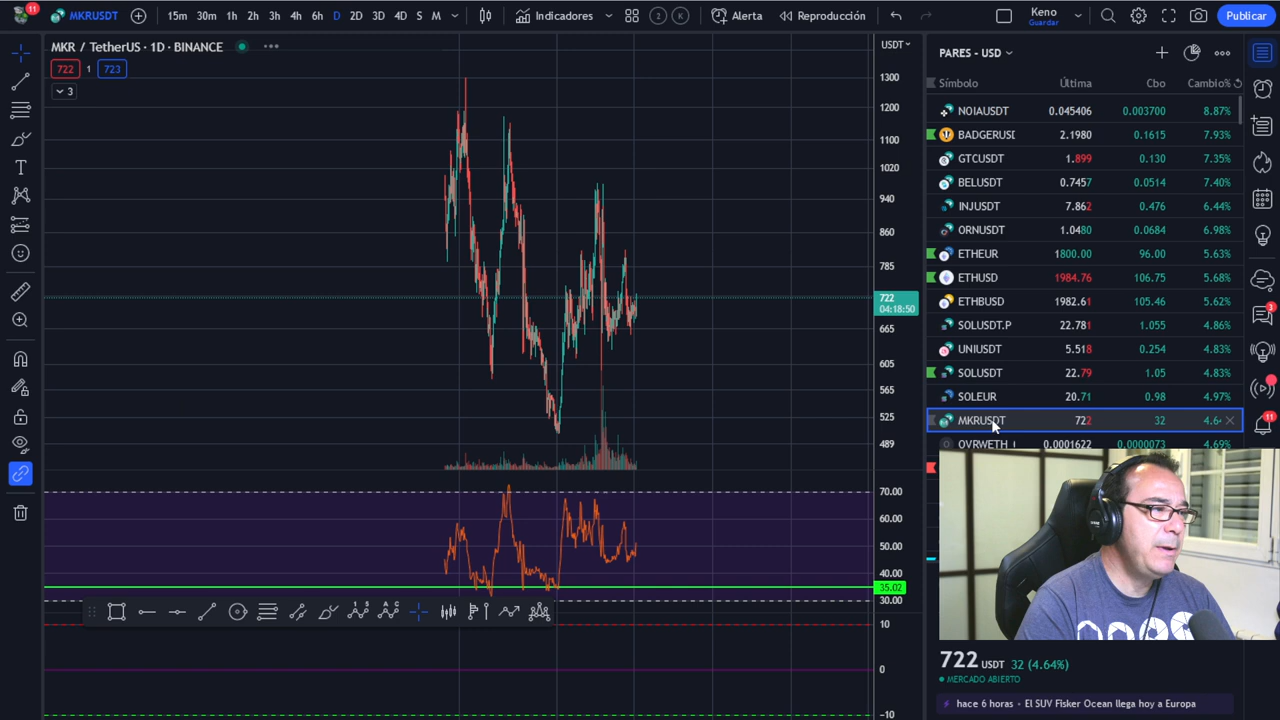 11
MKRUSDT
15m 30m 1h 2h 3h 4h 6h D 2D 3D 4D S M
Indicadores
2 K
Alerta
Reproducción
Keno
Guardar
Publicar
MKR / TetherUS · 1D · BINANCE
722 1 723
3
USDT
1300
1200
1100
1020
940
860
785
722
04:18:50
665
605
565
525
489
70.00
60.00
50.00
40.00
35.02
30.00
10
0
−10
PARES - USD
Símbolo Última Cbo Cambio%
NOIAUSDT 0.045406 0.003700 8.87%
BADGERUSD 2.1980 0.1615 7.93%
GTCUSDT 1.899 0.130 7.35%
BELUSDT 0.7457 0.0514 7.40%
INJUSDT 7.862 0.476 6.44%
ORNUSDT 1.0480 0.0684 6.98%
ETHEUR 1800.00 96.00 5.63%
ETHUSD 1984.76 106.75 5.68%
ETHBUSD 1982.61 105.46 5.62%
SOLUSDT.P 22.781 1.055 4.86%
UNIUSDT 5.518 0.254 4.83%
SOLUSDT 22.79 1.05 4.83%
SOLEUR 20.71 0.98 4.97%
MKRUSDT 722 32 4.64
OVRWETH 0.0001622 0.0000073 4.69%
3
11
722 USDT 32 (4.64%)
MERCADO ABIERTO
hace 6 horas · El SUV Fisker Ocean llega hoy a Europa